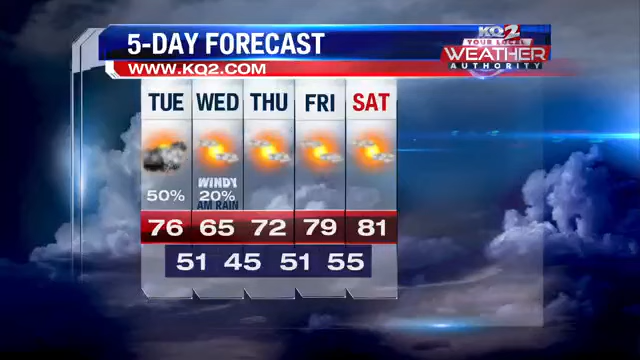 5-DAY FORECAST
WWW.KQ2.COM
KQ2
YOUR LOCAL
WEATHER
AUTHORITY
TUE WED THU FRI SAT
WINDY
50% 20%
AM RAIN
76 65 72 79 81
51 45 51 55